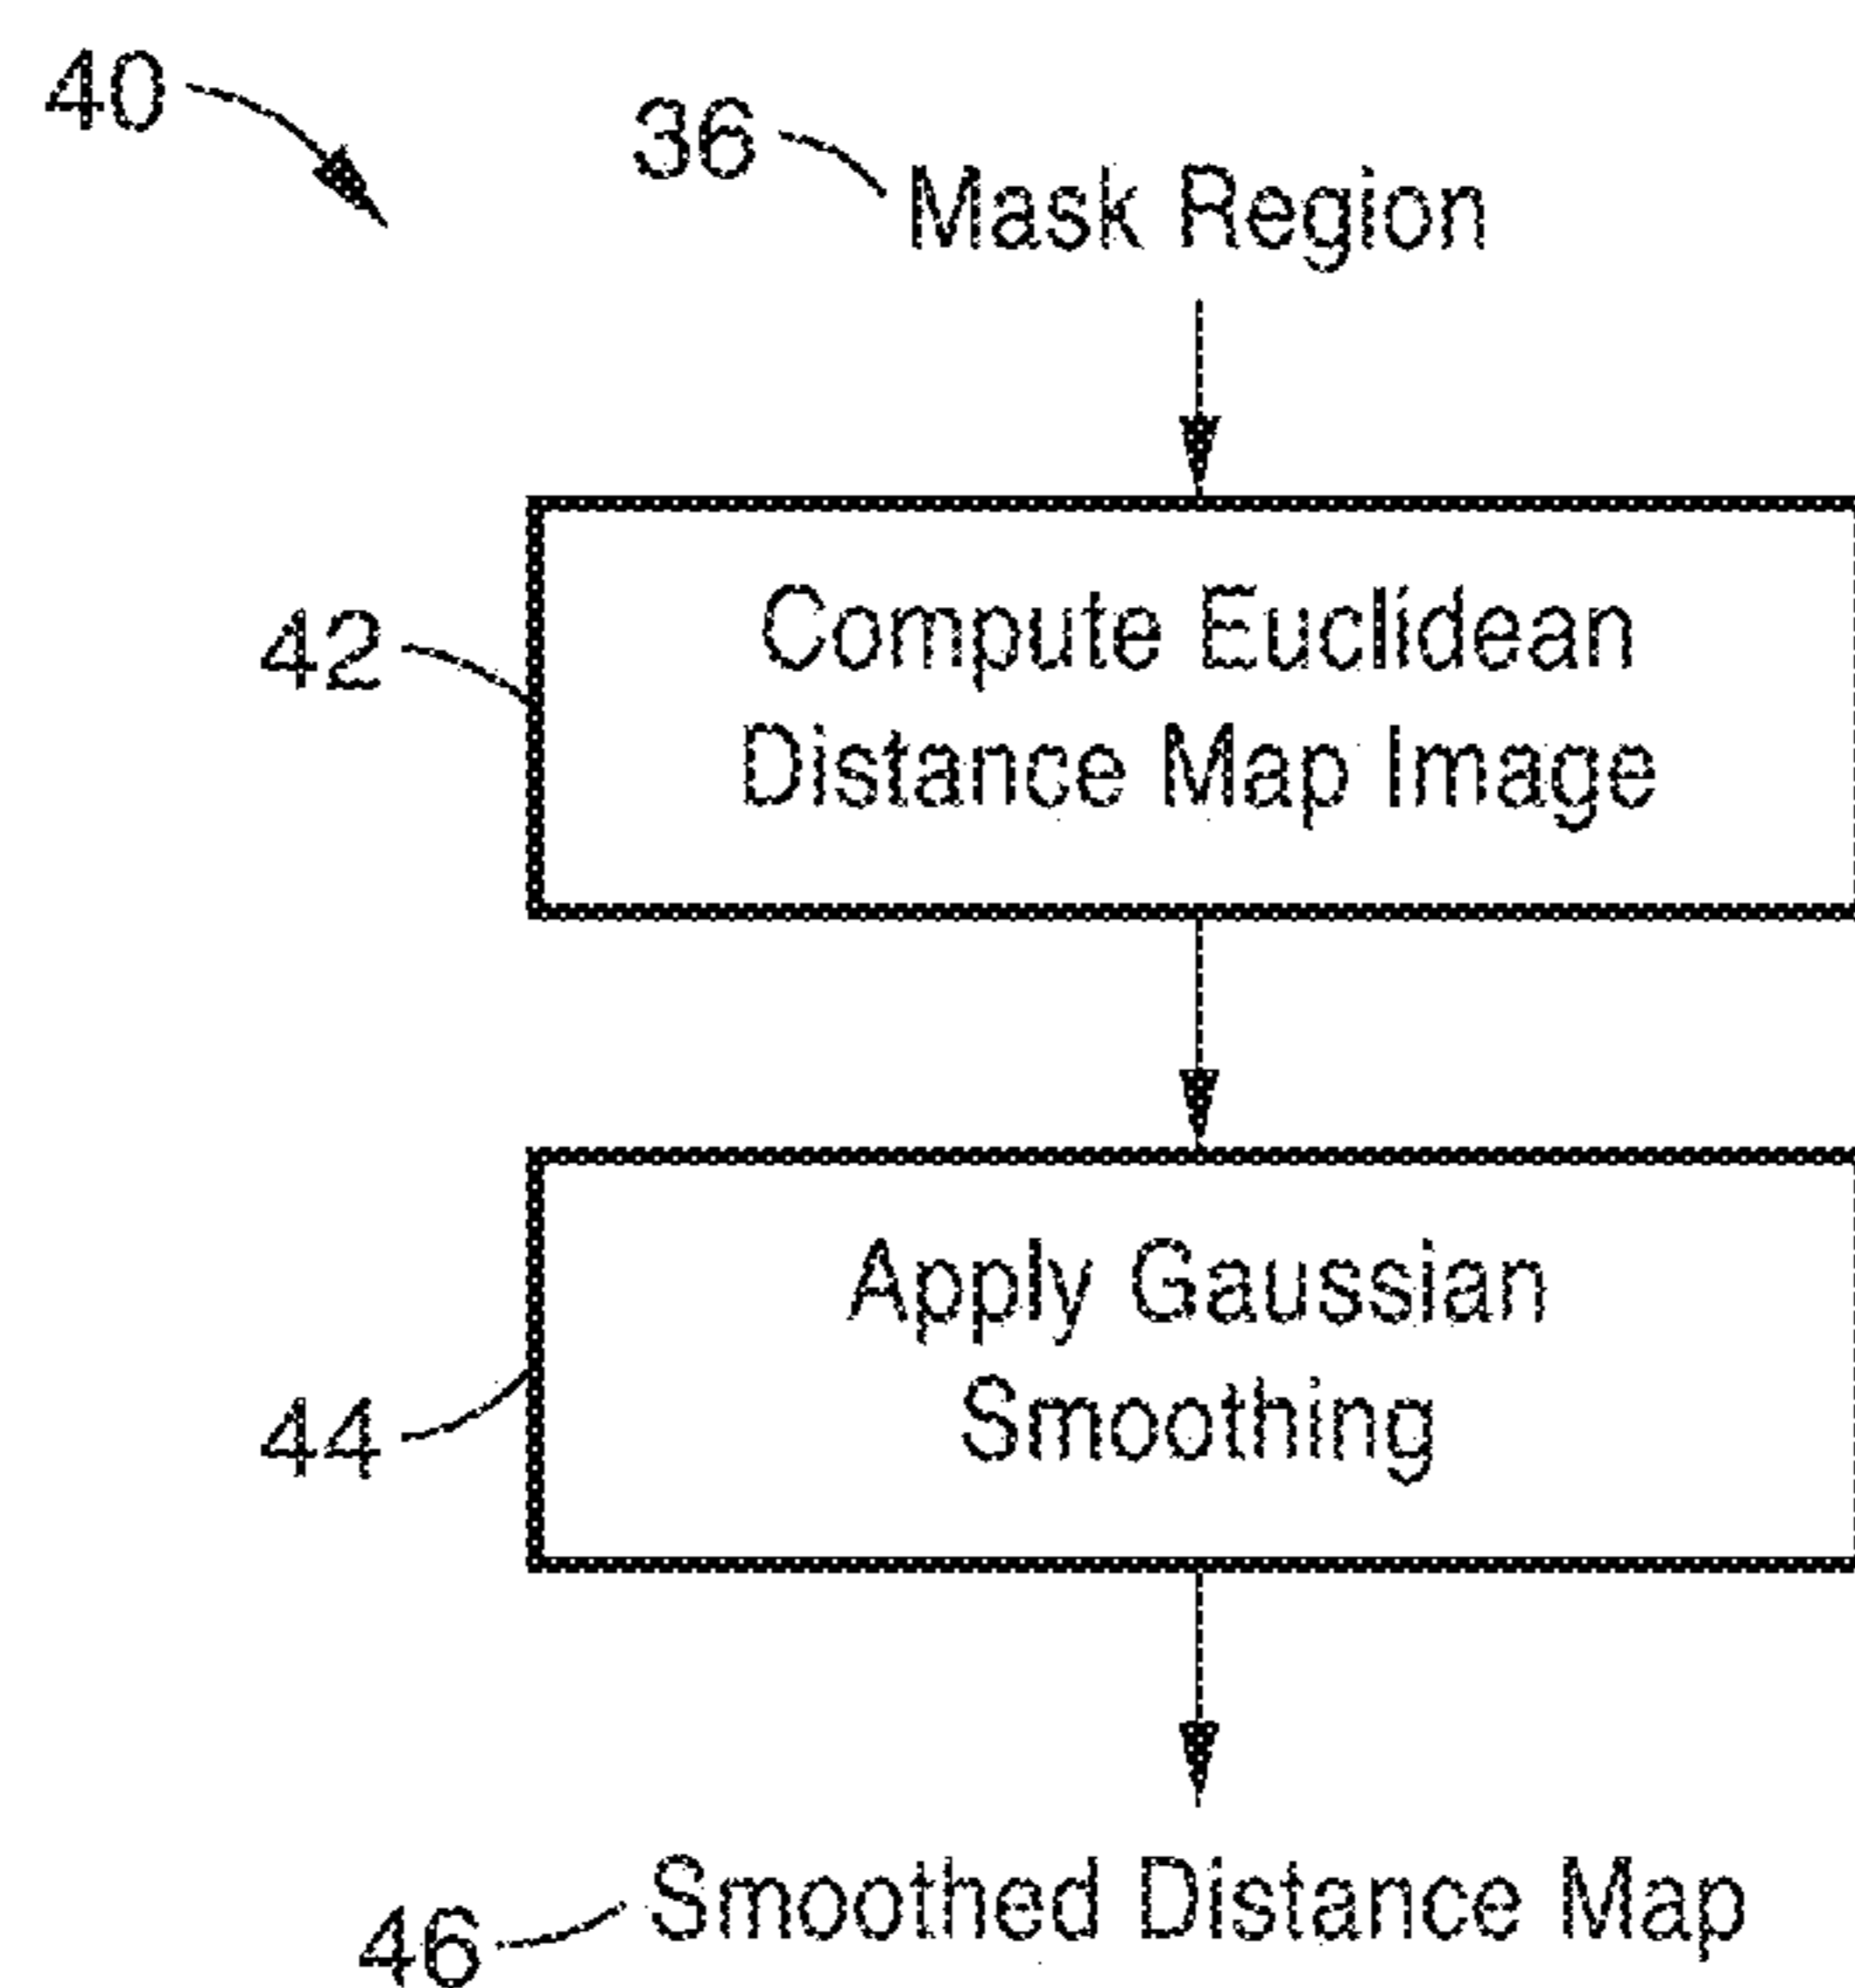 40
36 Mask Region
42
Compute Euclidean
Distance Map Image
44
Apply Gaussian
Smoothing
46 Smoothed Distance Map